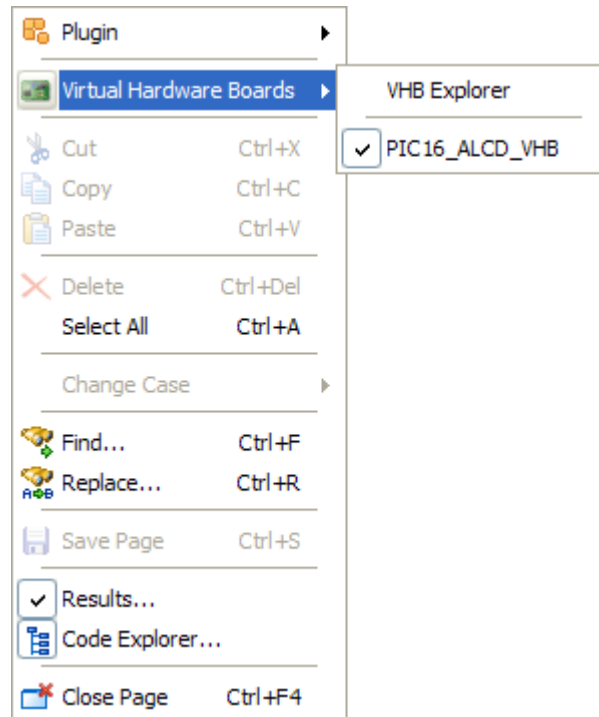 Plugin
Virtual Hardware Boards
VHB Explorer
PIC16_ALCD_VHB
Cut Ctrl+X
Copy Ctrl+C
Paste Ctrl+V
Delete Ctrl+Del
Select All Ctrl+A
Change Case
Find... Ctrl+F
Replace... Ctrl+R
Save Page Ctrl+S
Results...
Code Explorer...
Close Page Ctrl+F4